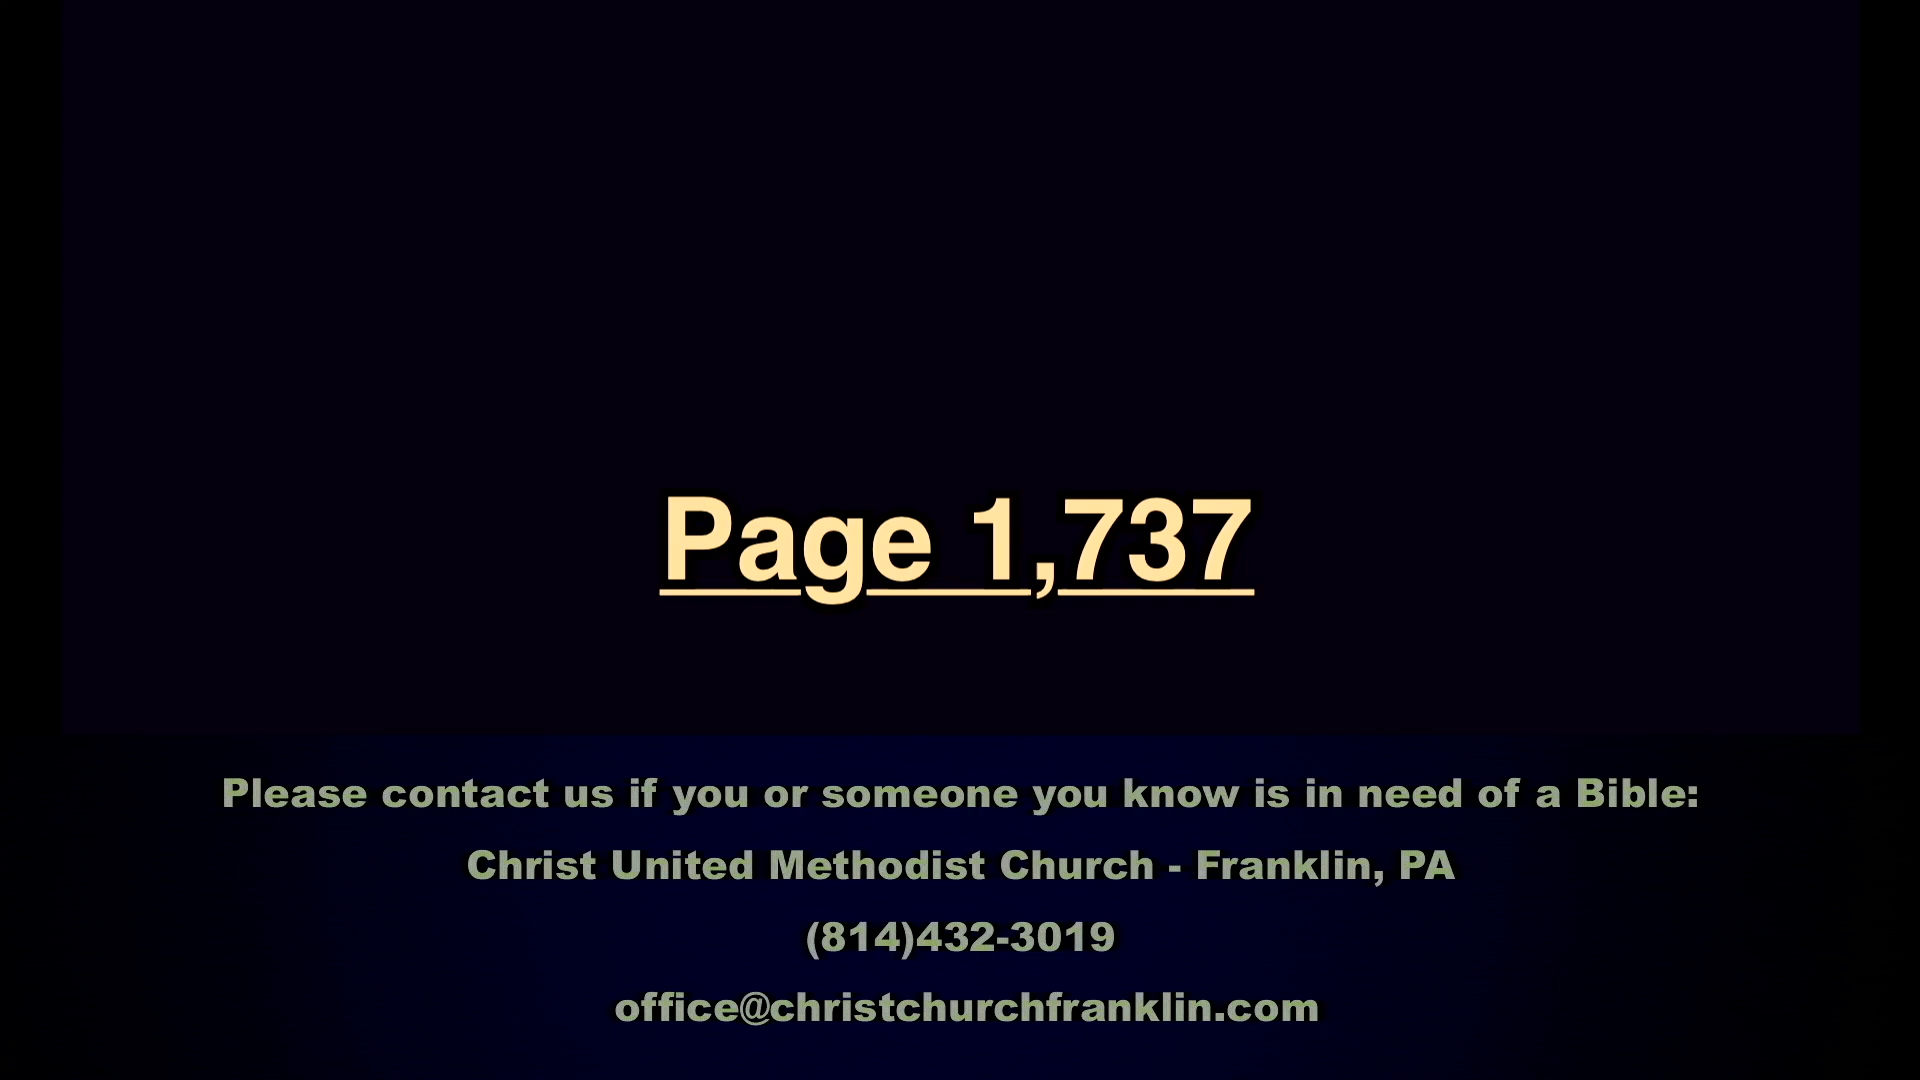 Page 1,737
Please contact us if you or someone you know is in need of a Bible:
Christ United Methodist Church - Franklin, PA
(814)432-3019
office@christchurchfranklin.com